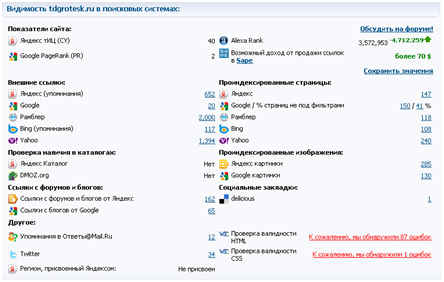 Видимость tdgrotesk.ru в поисковых системах:
Показатели сайта:
Обсудить на форуме!
Яндекс тИЦ (CY) 40
Alexa Rank 3,572,953 -4.712.259
Google PageRank (PR) 2
Возможный доход от продажи ссылок в Sape более 70 $
Сохранить значения
Внешние ссылки:
Яндекс (упоминания) 652
Google 20
Рамблер 2,000
Bing (упоминания) 117
Yahoo 1,394
Проиндексированные страницы:
Яндекс 147
Google / % страниц не под фильтрами 150 / 41 %
Рамблер 118
Bing 108
Yahoo 240
Проверка наличия в каталогах:
Яндекс Каталог Нет
DMOZ.org Нет
Проиндексированные изображения:
Яндекс картинки 285
Google картинки 130
Ссылки с форумов и блогов:
Ссылки с форумов и блогов от Яндекс 162
Ссылки с блогов от Google 65
Социальные закладки:
delicious 1
Другое:
Упоминания в Ответы@Mail.Ru 12
Проверка валидности HTML К сожалению, мы обнаружили 87 ошибок
Twitter 34
Проверка валидности CSS К сожалению, мы обнаружили 1 ошибок
Регион, присвоенный Яндексом: Не присвоен